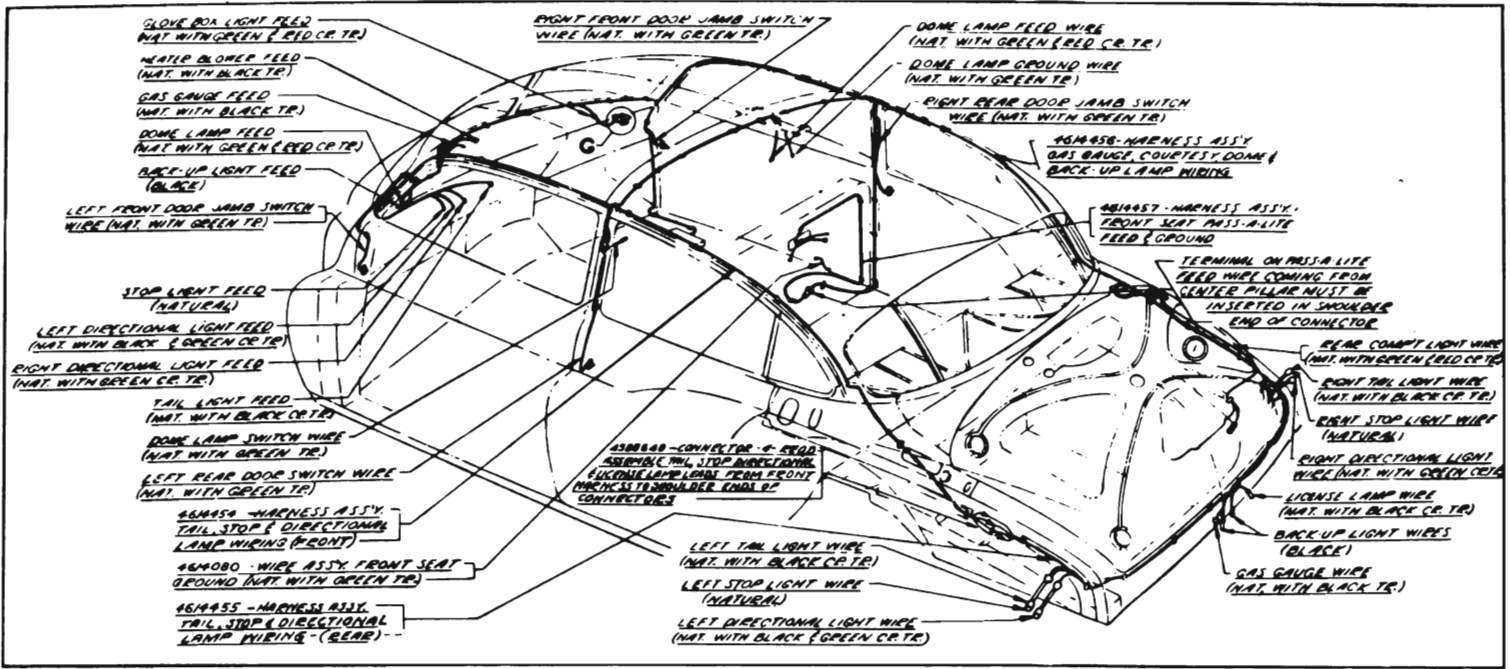 GLOVE BOX LIGHT FEED
(NAT. WITH GREEN & RED CR. TR.)
HEATER BLOWER FEED
(NAT. WITH BLACK TR.)
GAS GAUGE FEED
(NAT. WITH BLACK TR.)
DOME LAMP FEED
(NAT. WITH GREEN & RED CR. TR.)
BACK-UP LIGHT FEED
(BLACK)
LEFT FRONT DOOR JAMB SWITCH
WIRE (NAT. WITH GREEN TR.)
STOP LIGHT FEED
(NATURAL)
LEFT DIRECTIONAL LIGHT FEED
(NAT. WITH BLACK & GREEN CR. TR.)
RIGHT DIRECTIONAL LIGHT FEED
(NAT. WITH GREEN CR. TR.)
TAIL LIGHT FEED
(NAT. WITH BLACK CR. TR.)
DOME LAMP SWITCH WIRE
(NAT. WITH GREEN TR.)
LEFT REAR DOOR SWITCH WIRE
(NAT. WITH GREEN TR.)
4614454 - HARNESS ASS'Y.
TAIL, STOP & DIRECTIONAL
LAMP WIRING (FRONT)
4614080 - WIRE ASSY. FRONT SEAT
GROUND (NAT. WITH GREEN TR.)
4614455 - HARNESS ASSY.
TAIL, STOP & DIRECTIONAL
LAMP WIRING - (REAR)
RIGHT FRONT DOOR JAMB SWITCH
WIRE (NAT. WITH GREEN TR.)
G
DOME LAMP FEED WIRE
(NAT. WITH GREEN & RED CR. TR.)
DOME LAMP GROUND WIRE
(NAT. WITH GREEN TR.)
RIGHT REAR DOOR JAMB SWITCH
WIRE (NAT. WITH GREEN TR.)
4614456 - HARNESS ASS'Y
GAS GAUGE, COURTESY, DOME &
BACK-UP LAMP WIRING
4614457 - HARNESS ASS'Y.
FRONT SEAT PASS-A-LITE
FEED & GROUND
TERMINAL ON PASS-A-LITE
FEED WIRE COMING FROM
CENTER PILLAR MUST BE
INSERTED IN SHOULDER
END OF CONNECTOR
REAR COMP'T LIGHT WIRE
(NAT. WITH GREEN & RED CR. TR.)
RIGHT TAIL LIGHT WIRE
(NAT. WITH BLACK CR. TR.)
RIGHT STOP LIGHT WIRE
(NATURAL)
RIGHT DIRECTIONAL LIGHT
WIRE (NAT. WITH GREEN CR. TR.)
LICENSE LAMP WIRE
(NAT. WITH BLACK CR. TR.)
BACK-UP LIGHT WIRES
(BLACK)
GAS GAUGE WIRE
(NAT. WITH BLACK TR.)
CONNECTOR - 4 - REQD
ASSEMBLE TAIL, STOP DIRECTIONAL
& LICENSE LAMP LEADS FROM FRONT
HARNESS TO SHOULDER ENDS OF
CONNECTORS
LEFT TAIL LIGHT WIRE
(NAT. WITH BLACK CR. TR.)
LEFT STOP LIGHT WIRE
(NATURAL)
LEFT DIRECTIONAL LIGHT WIRE
(NAT. WITH BLACK & GREEN CR. TR.)